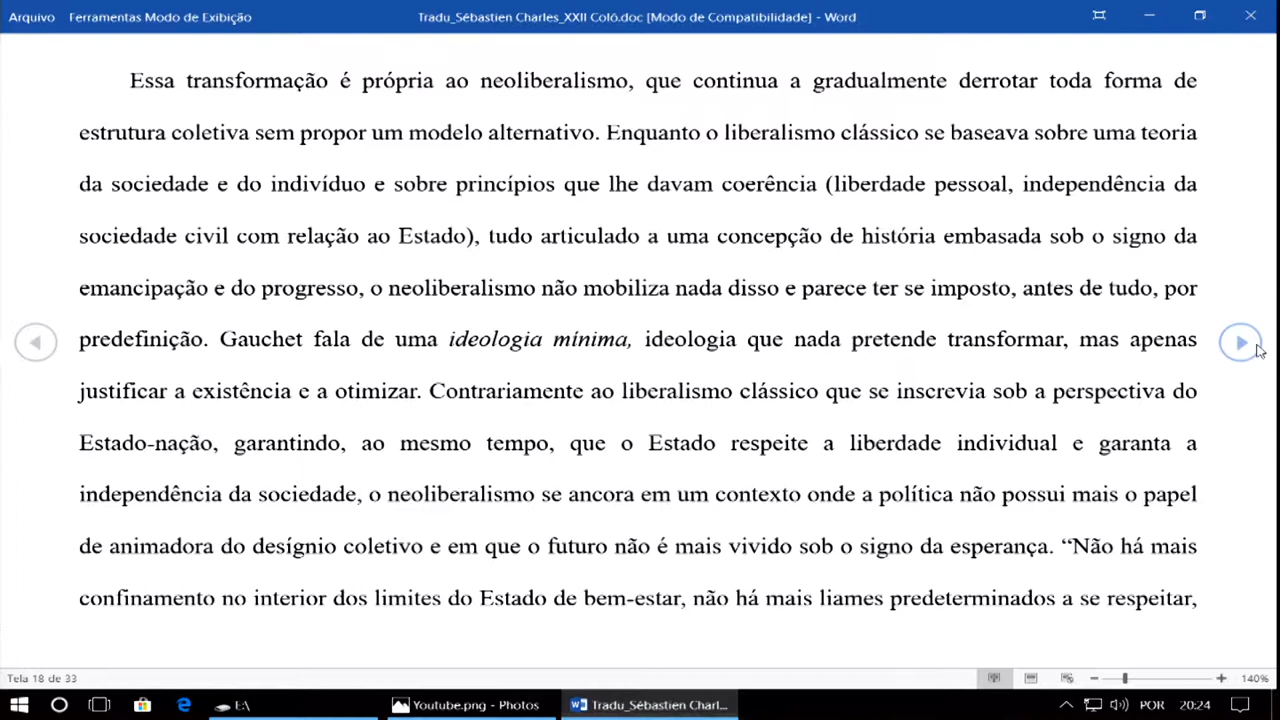 Arquivo Ferramentas Modo de Exibição Tradu_Sébastien Charles_XXII Coló.doc [Modo de Compatibilidade] - Word
Essa transformação é própria ao neoliberalismo, que continua a gradualmente derrotar toda forma de
estrutura coletiva sem propor um modelo alternativo. Enquanto o liberalismo clássico se baseava sobre uma teoria
da sociedade e do indivíduo e sobre princípios que lhe davam coerência (liberdade pessoal, independência da
sociedade civil com relação ao Estado), tudo articulado a uma concepção de história embasada sob o signo da
emancipação e do progresso, o neoliberalismo não mobiliza nada disso e parece ter se imposto, antes de tudo, por
predefinição. Gauchet fala de uma ideologia mínima, ideologia que nada pretende transformar, mas apenas
justificar a existência e a otimizar. Contrariamente ao liberalismo clássico que se inscrevia sob a perspectiva do
Estado-nação, garantindo, ao mesmo tempo, que o Estado respeite a liberdade individual e garanta a
independência da sociedade, o neoliberalismo se ancora em um contexto onde a política não possui mais o papel
de animadora do desígnio coletivo e em que o futuro não é mais vivido sob o signo da esperança. “Não há mais
confinamento no interior dos limites do Estado de bem-estar, não há mais liames predeterminados a se respeitar,
Tela 18 de 33 140%
E:\ Youtube.png - Photos Tradu_Sébastien Charl... POR 20:24